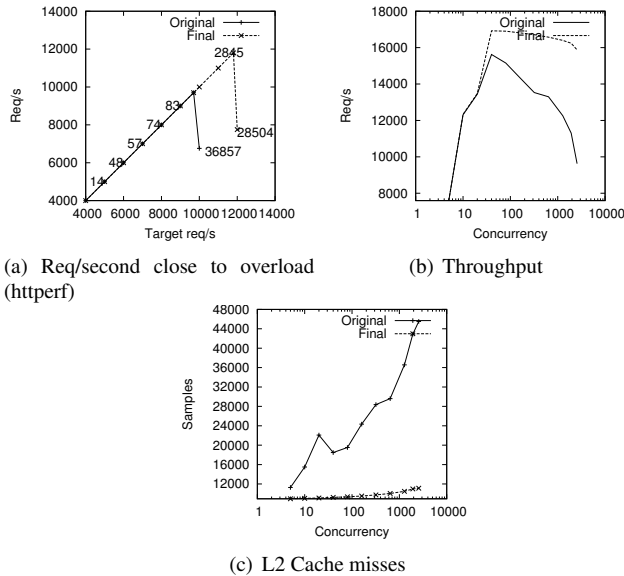 Original
Final
Req/s
14000
12000
10000
8000
6000
4000
14
48
57
74
83
2845
36857
28504
4000 6000 8000 10000 12000 14000
Target req/s
(a) Req/second close to overload
(httperf)
Original
Final
Req/s
18000
16000
14000
12000
10000
8000
1 10 100 1000 10000
Concurrency
(b) Throughput
Original
Final
Samples
48000
44000
40000
36000
32000
28000
24000
20000
16000
12000
1 10 100 1000 10000
Concurrency
(c) L2 Cache misses